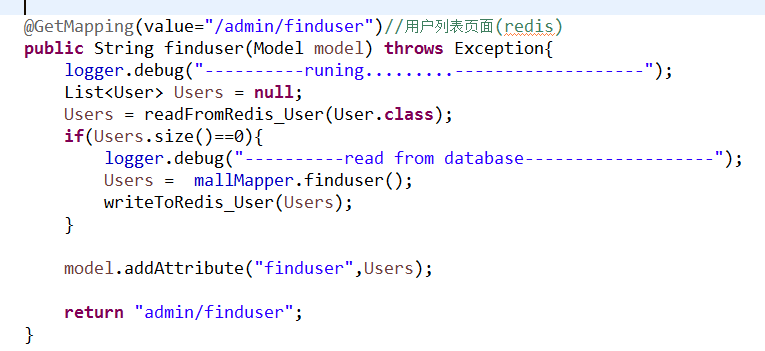 @GetMapping(value="/admin/finduser")//用户列表页面(redis)
public String finduser(Model model) throws Exception{
logger.debug("----------runing.........-------------------");
List<User> Users = null;
Users = readFromRedis_User(User.class);
if(Users.size()==0){
logger.debug("----------read from database-------------------");
Users =  mallMapper.finduser();
writeToRedis_User(Users);
}
model.addAttribute("finduser",Users);
return "admin/finduser";
}